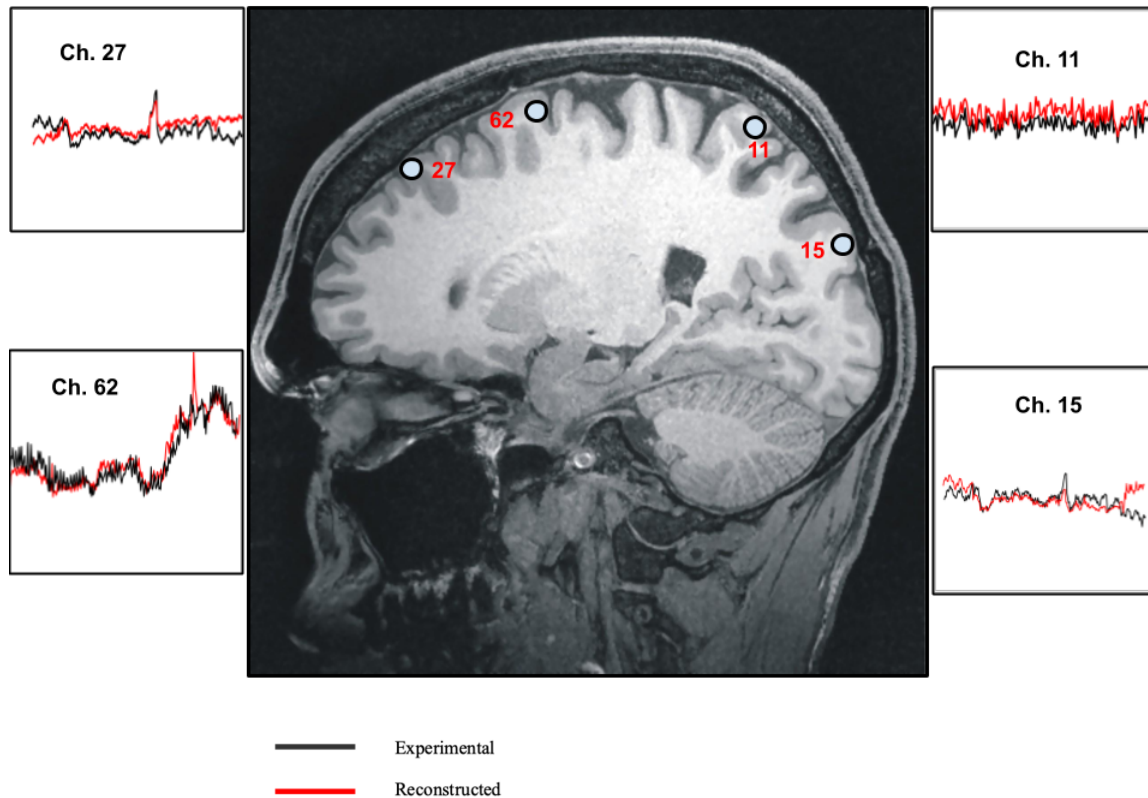 Ch. 27
Ch. 11
62
11
27
15
Ch. 62
Ch. 15
Experimental
Reconstructed